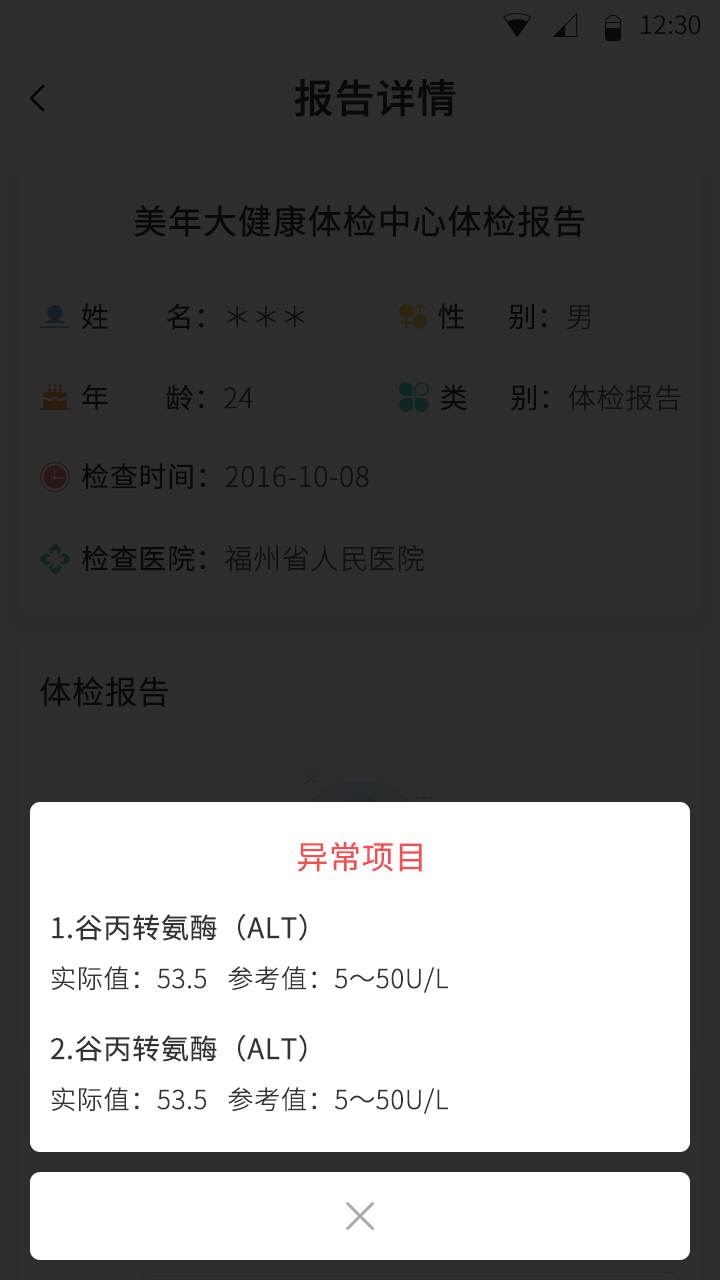 12:30
报告详情
美年大健康体检中心体检报告
姓 名：＊＊＊ 性 别：男
年 龄：24 类 别：体检报告
检查时间：2016-10-08
检查医院：福州省人民医院
体检报告
异常项目
1.谷丙转氨酶（ALT）
实际值：53.5 参考值：5～50U/L
2.谷丙转氨酶（ALT）
实际值：53.5 参考值：5～50U/L